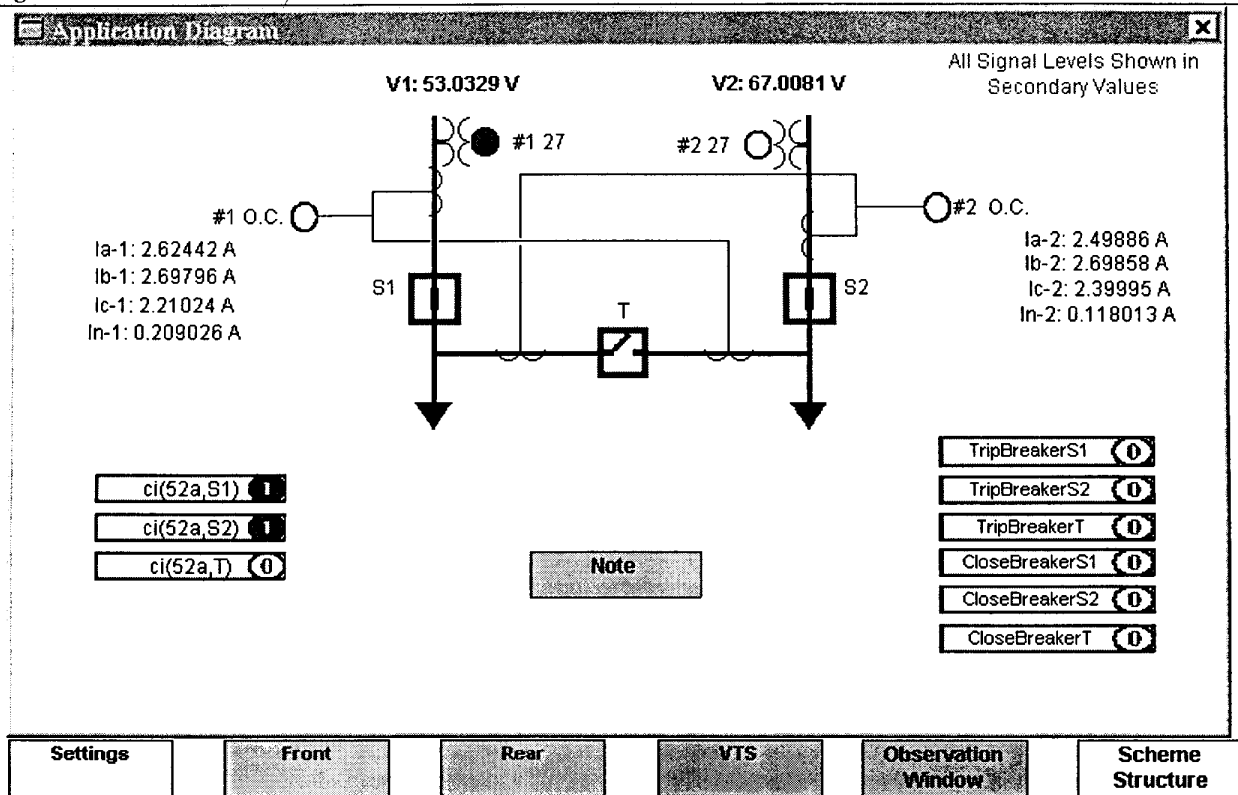 Application Diagram
All Signal Levels Shown in
Secondary Values
V1: 53.0329 V
V2: 67.0081 V
#1 27
#2 27
#1 O.C.
#2 O.C.
Ia-1: 2.62442 A
Ib-1: 2.69796 A
Ic-1: 2.21024 A
In-1: 0.209026 A
Ia-2: 2.49886 A
Ib-2: 2.69858 A
Ic-2: 2.39995 A
In-2: 0.118013 A
S1
T
S2
ci(52a,S1) 1
ci(52a,S2) 1
ci(52a,T) 0
Note
TripBreakerS1 0
TripBreakerS2 0
TripBreakerT 0
CloseBreakerS1 0
CloseBreakerS2 0
CloseBreakerT 0
Settings
Front
Rear
VTS
Observation
Window
Scheme
Structure